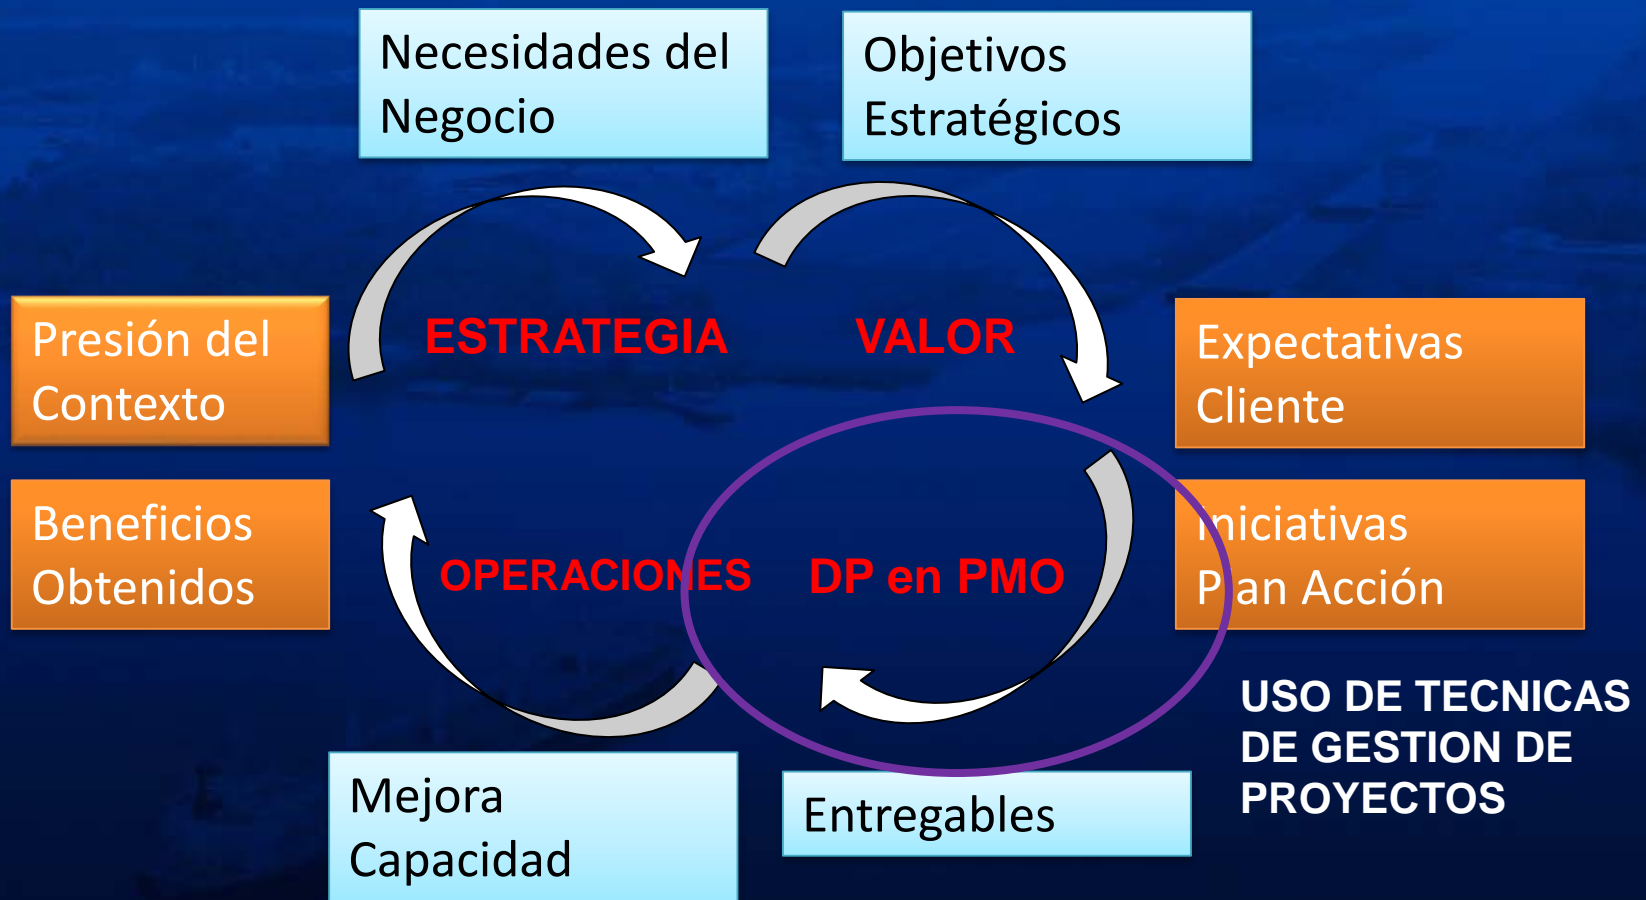 Necesidades del
Negocio
Objetivos
Estratégicos
Presión del
Contexto
ESTRATEGIA
VALOR
Expectativas
Cliente
Beneficios
Obtenidos
OPERACIONES
DP en PMO
Iniciativas
Plan Acción
USO DE TECNICAS
DE GESTION DE
PROYECTOS
Mejora
Capacidad
Entregables